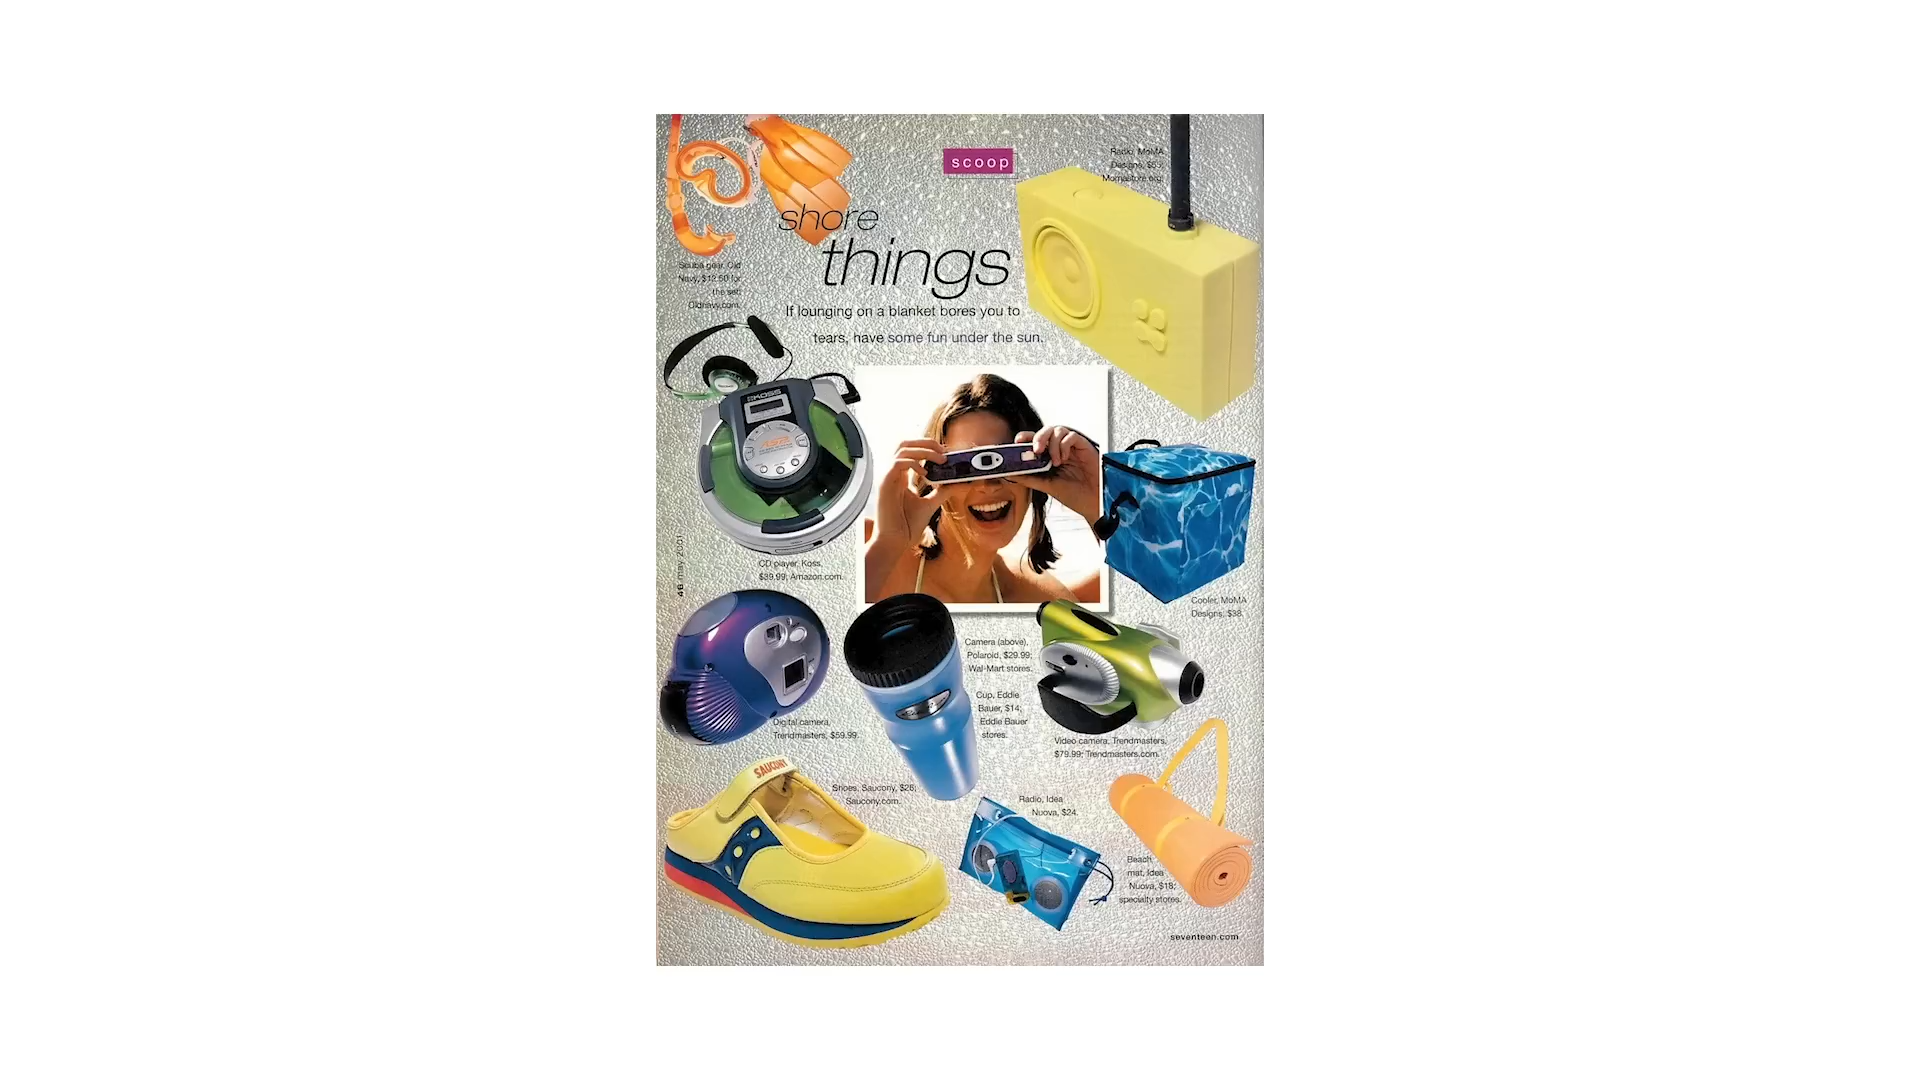 scoop
Radio, MoMA
Designs, $55;
Momastore.org.
shore
things
If lounging on a blanket bores you to
tears, have some fun under the sun.
Scuba gear, Old
Navy, $12.50 for
the set;
Oldnavy.com.
KOSS
CD player, Koss,
$39.99; Amazon.com.
46 may 2001
Cooler, MoMA
Designs, $38.
Camera (above),
Polaroid, $29.99;
Wal-Mart stores.
Cup, Eddie
Bauer, $14;
Eddie Bauer
stores.
Digital camera,
Trendmasters, $59.99.
Video camera, Trendmasters,
$79.99; Trendmasters.com.
SAUCONY
Shoes, Saucony, $26;
Saucony.com.
Radio, Idea
Nuova, $24.
Beach
mat, Idea
Nuova, $18;
specialty stores.
seventeen.com